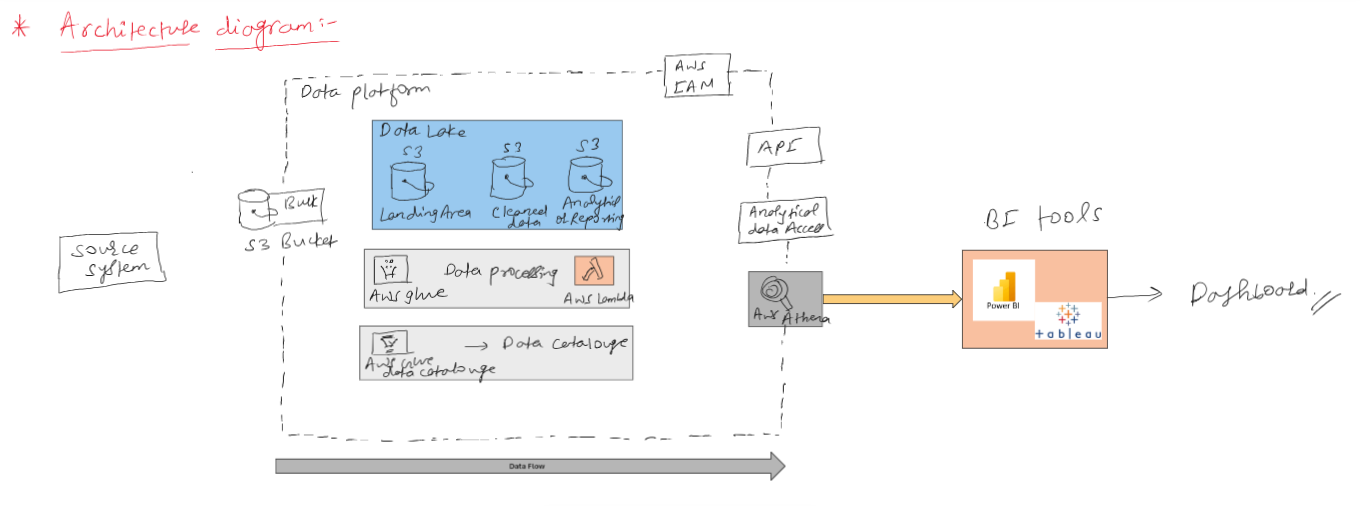 * Architecture diagram:-
AWS
IAM
Data platform
Data Lake
S3
S3
S3
Landing Area
Cleaned
data
Analytical
of Reporting
API
Bulk
S3 Bucket
Analytical
data Access
BI tools
Source
System
Data processing
AWS glue
AWS Lambda
AWS Athena
Power BI
tableau
Dashboard
→ Data catalouge
AWS Glue
data catalouge
Data Flow